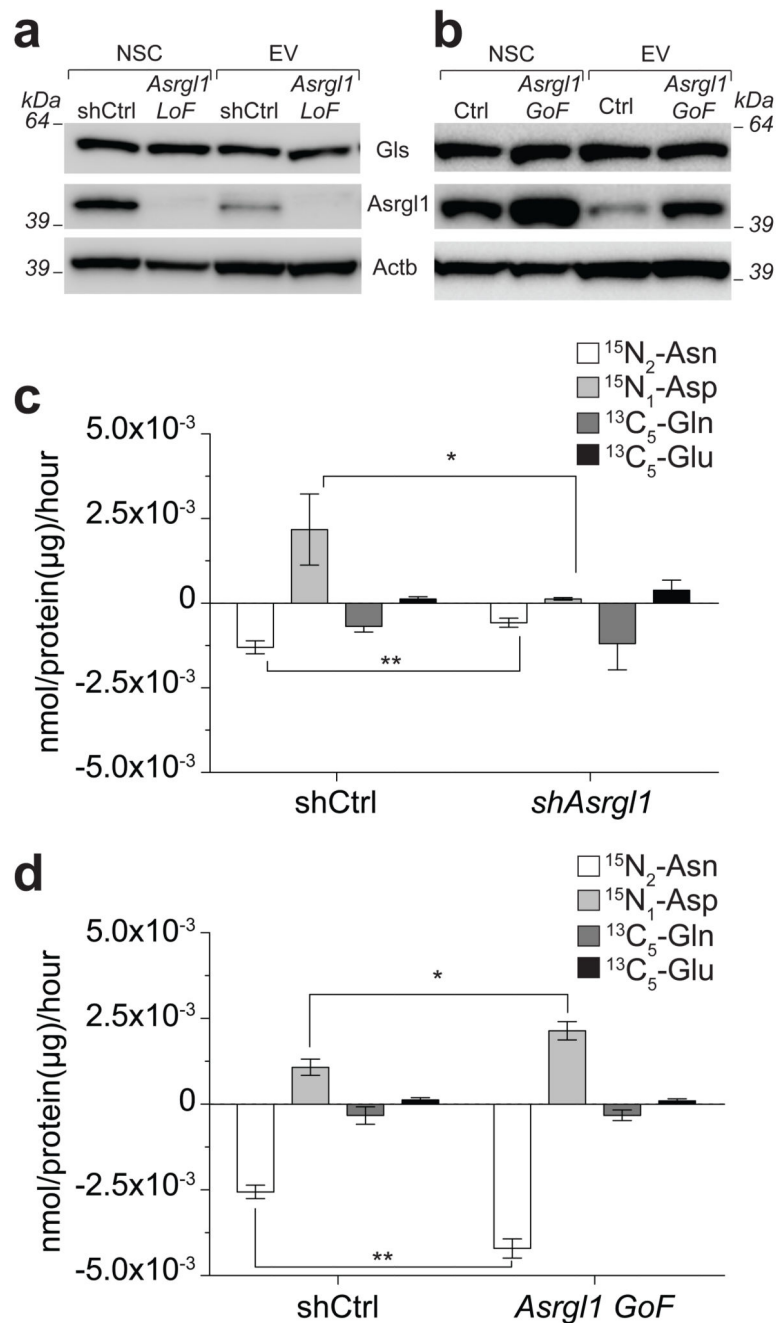 a
NSC EV
kDa shCtrl Asrgl1 LoF shCtrl Asrgl1 LoF
64
39
39
Gls
Asrgl1
Actb
b
NSC EV
Ctrl Asrgl1 GoF Ctrl Asrgl1 GoF kDa
64
39
39
c
¹⁵N₂-Asn
¹⁵N₁-Asp
¹³C₅-Gln
¹³C₅-Glu
nmol/protein(µg)/hour
5.0x10⁻³
2.5x10⁻³
0
-2.5x10⁻³
-5.0x10⁻³
*
**
shCtrl shAsrgl1
d
¹⁵N₂-Asn
¹⁵N₁-Asp
¹³C₅-Gln
¹³C₅-Glu
nmol/protein(µg)/hour
5.0x10⁻³
2.5x10⁻³
0
-2.5x10⁻³
-5.0x10⁻³
*
**
shCtrl Asrgl1 GoF